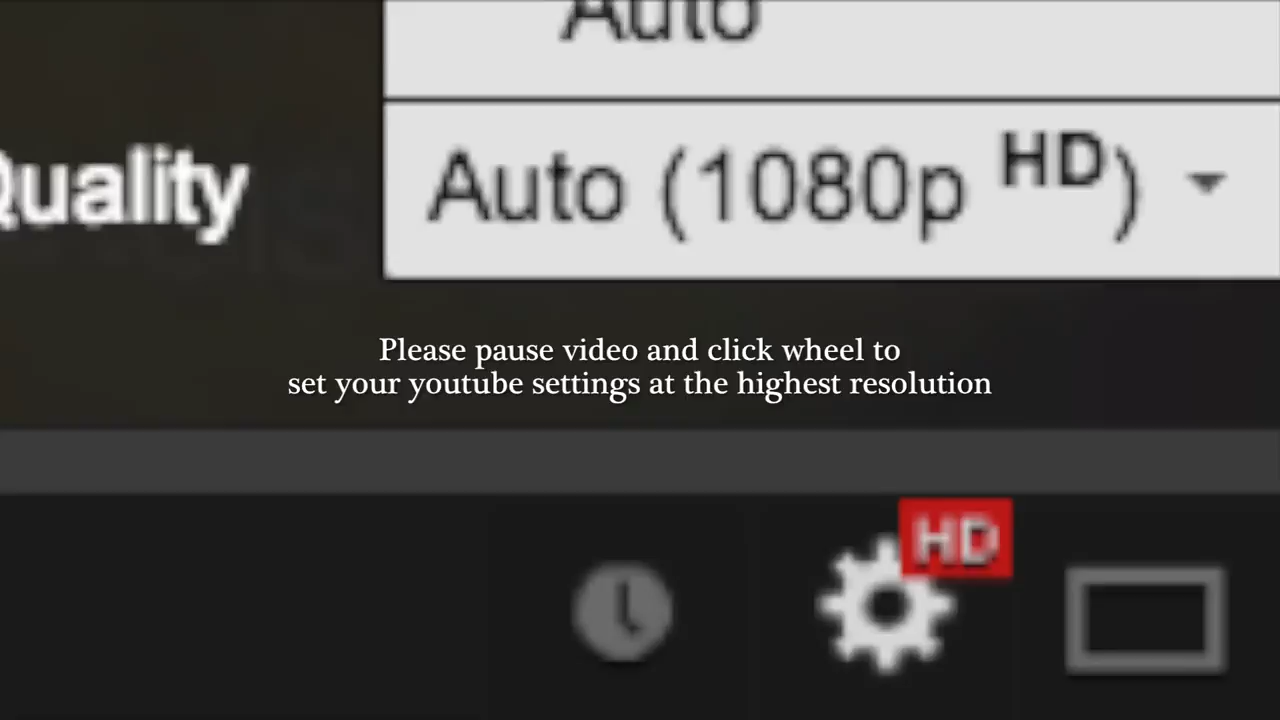 Auto
Quality
Auto (1080p HD)
Please pause video and click wheel to
set your youtube settings at the highest resolution
HD